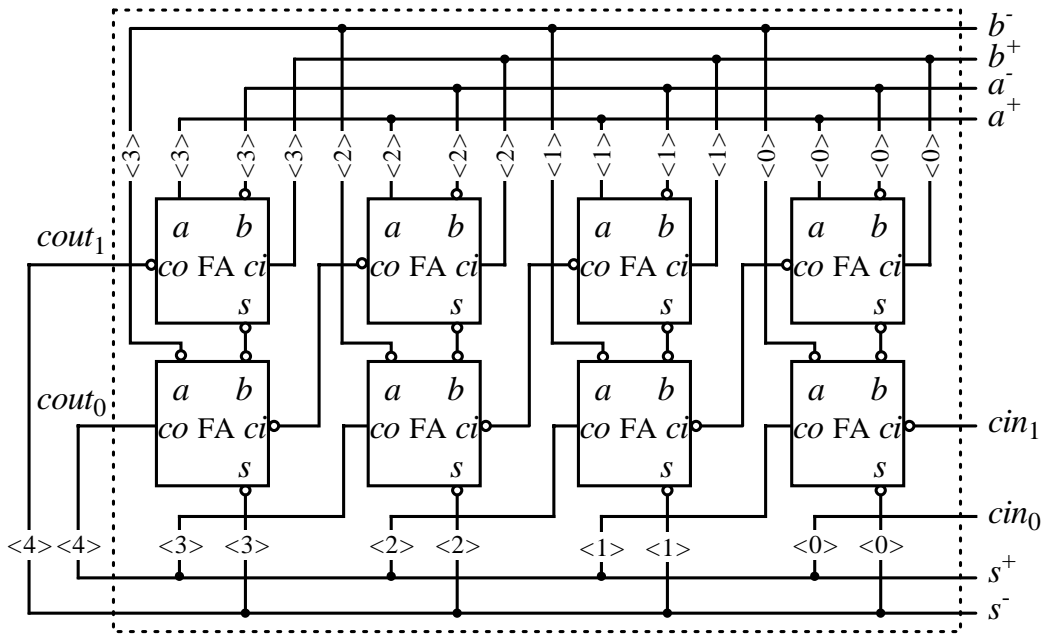 b-
b+
a-
a+
<3> <3> <3> <3> <2> <2> <2> <2> <1> <1> <1> <1> <0> <0> <0> <0>
a b a b a b a b
cout1
co FA ci co FA ci co FA ci co FA ci
s s s s
a b a b a b a b
cout0
co FA ci co FA ci co FA ci co FA ci
cin1
s s s s
cin0
<4> <4> <3> <3> <2> <2> <1> <1> <0> <0>
s+
s-